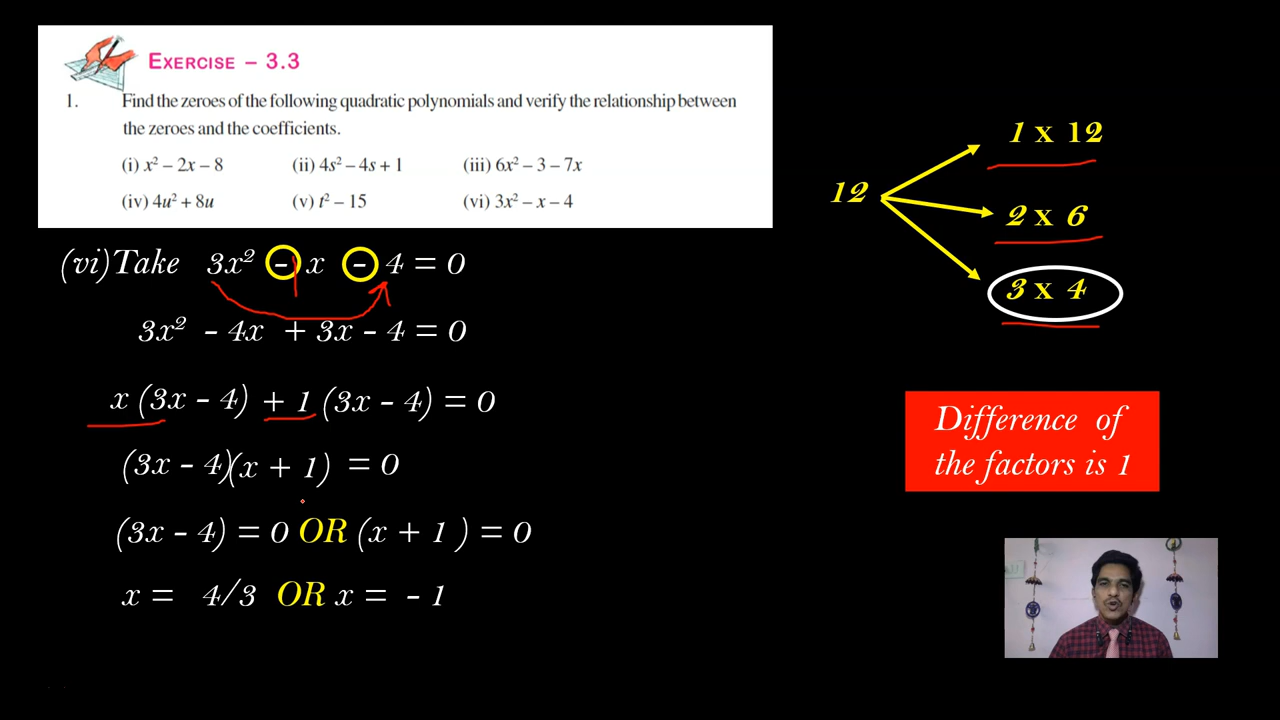 EXERCISE – 3.3
1. Find the zeroes of the following quadratic polynomials and verify the relationship between
the zeroes and the coefficients.
(i) x² – 2x – 8 (ii) 4s² – 4s + 1 (iii) 6x² – 3 – 7x
(iv) 4u² + 8u (v) t² – 15 (vi) 3x² – x – 4
(vi)Take 3x² - x - 4 = 0
3x² - 4x + 3x - 4 = 0
x (3x - 4) + 1 (3x - 4) = 0
(3x - 4)(x + 1) = 0
(3x - 4) = 0 OR (x + 1 ) = 0
x = 4/3 OR x = - 1
12
1 x 12
2 x 6
3 x 4
Difference of
the factors is 1